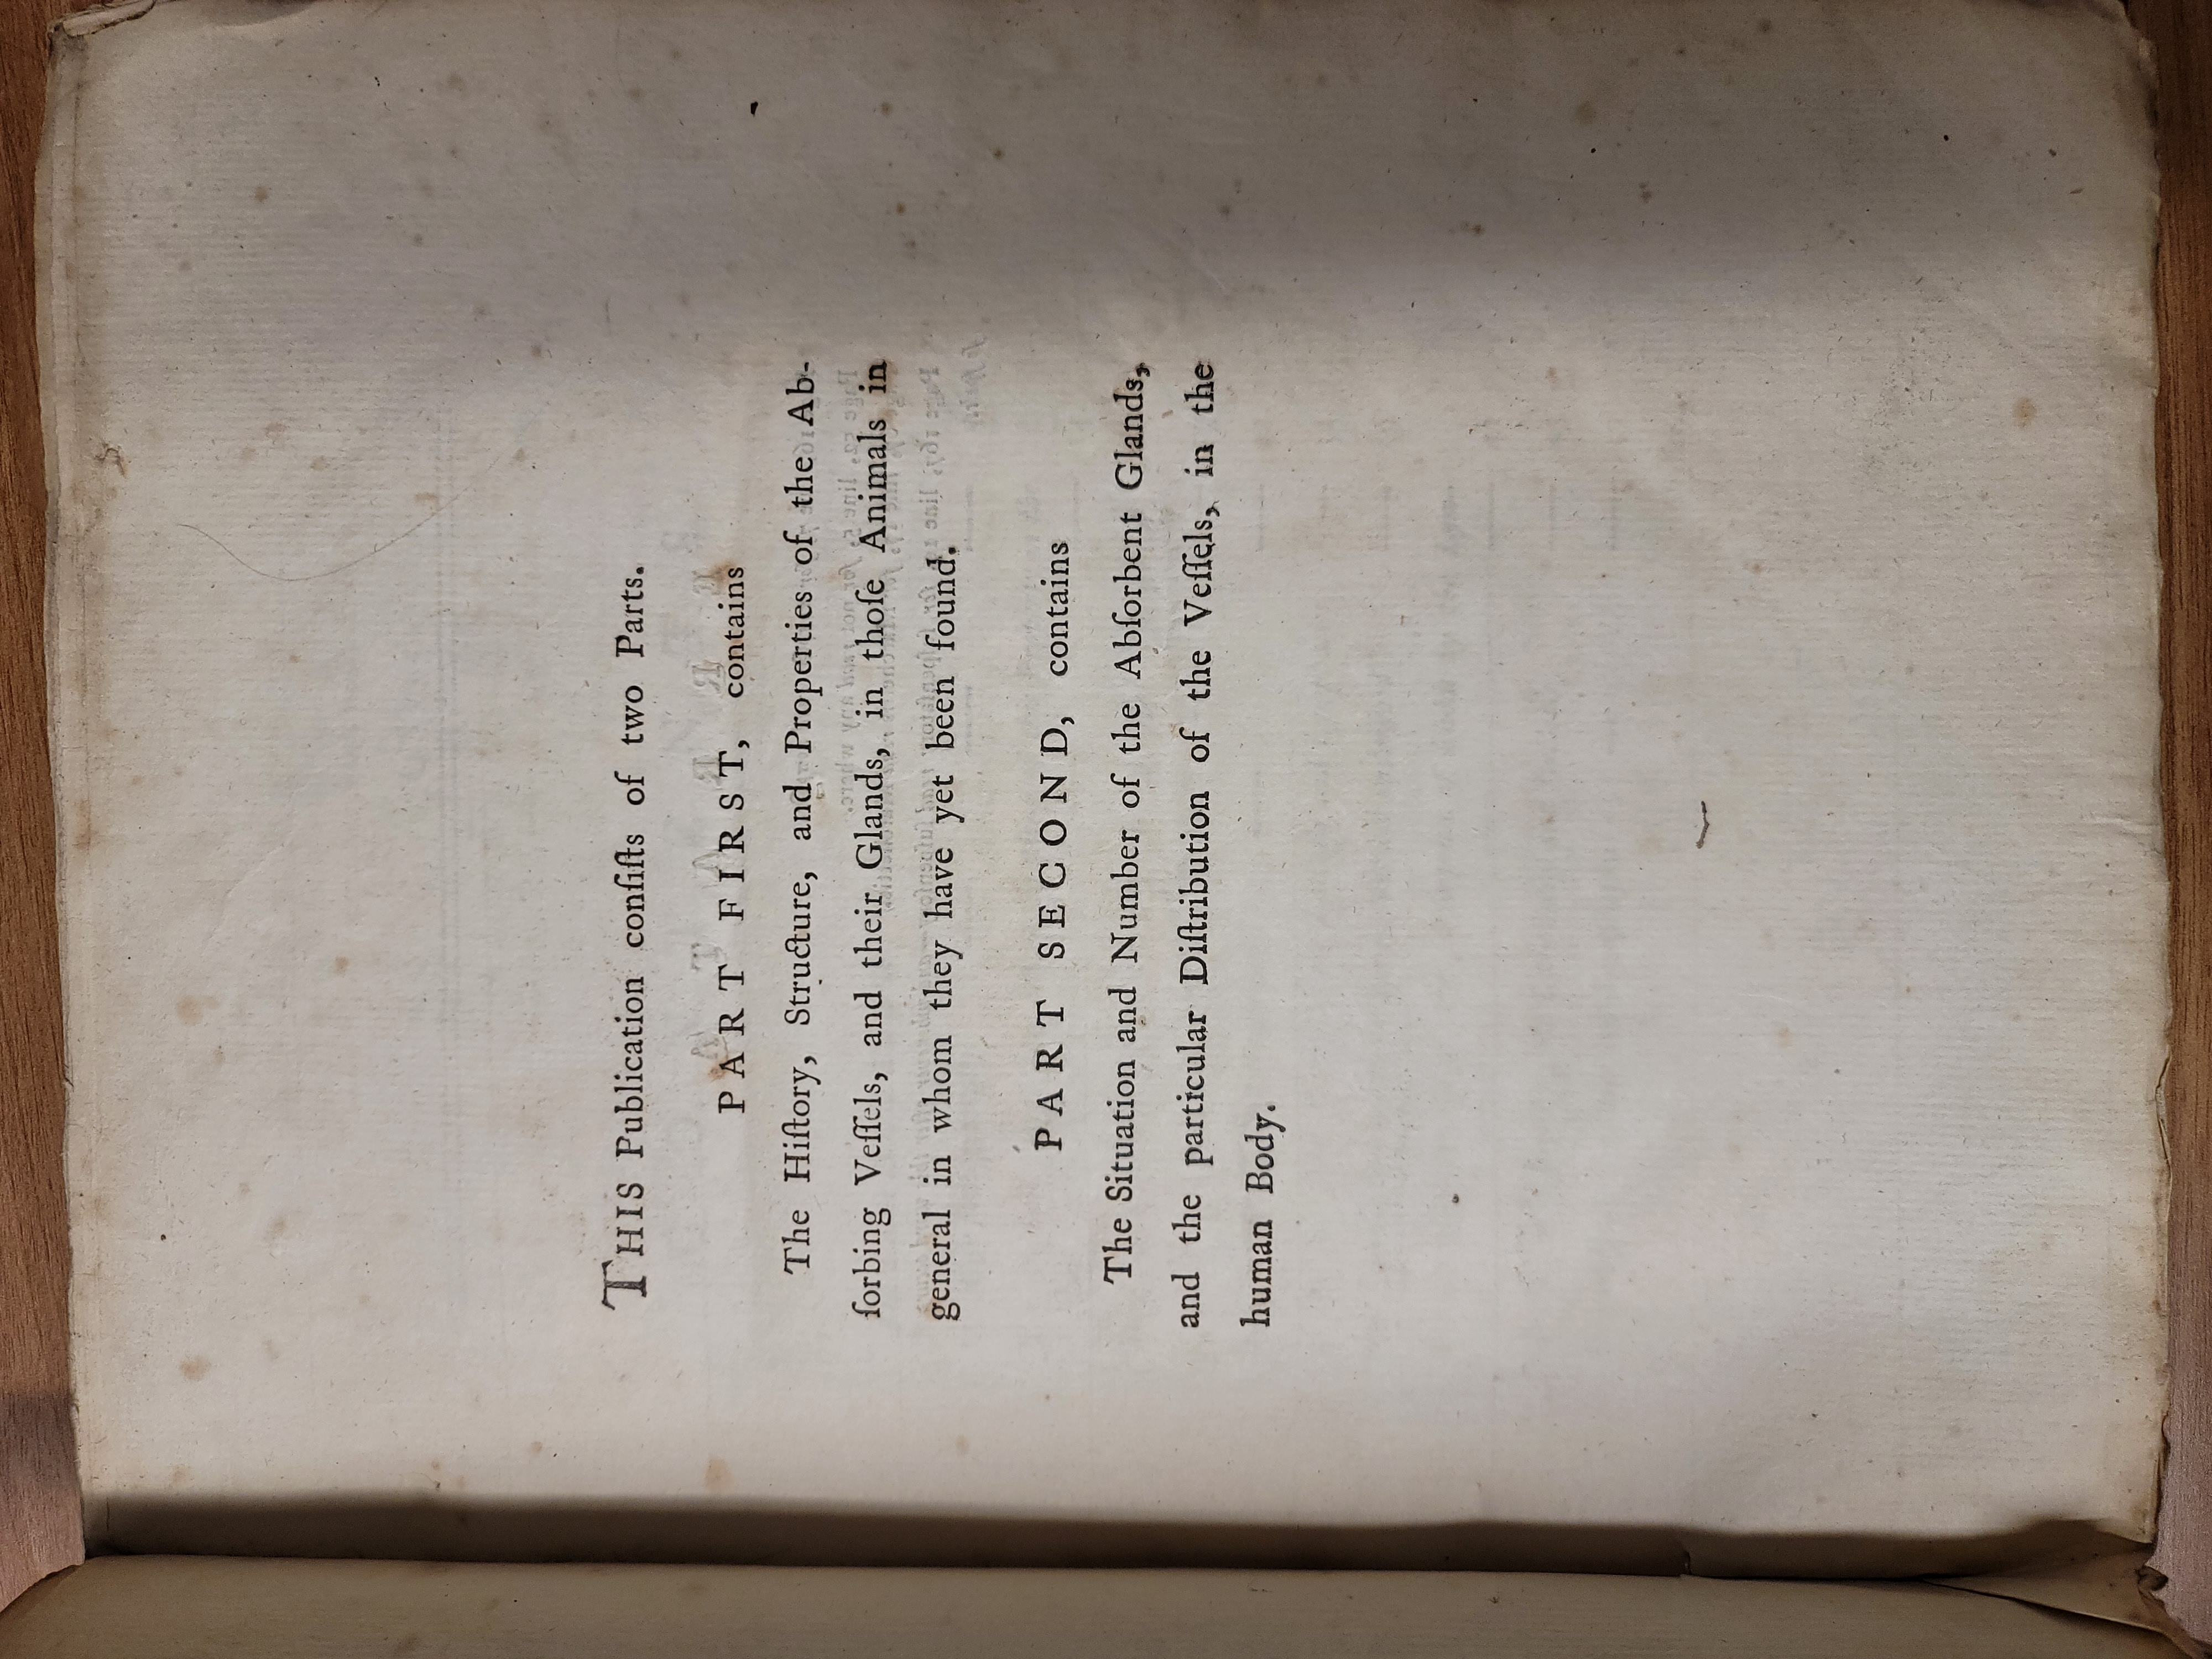 THIS Publication conſiſts of two Parts.
PART FIRST, contains
The Hiſtory, Structure, and Properties of the Ab-
ſorbing Veſſels, and their Glands, in thoſe Animals in
general in whom they have yet been found.
PART SECOND, contains
The Situation and Number of the Abſorbent Glands,
and the particular Diſtribution of the Veſſels, in the
human Body.